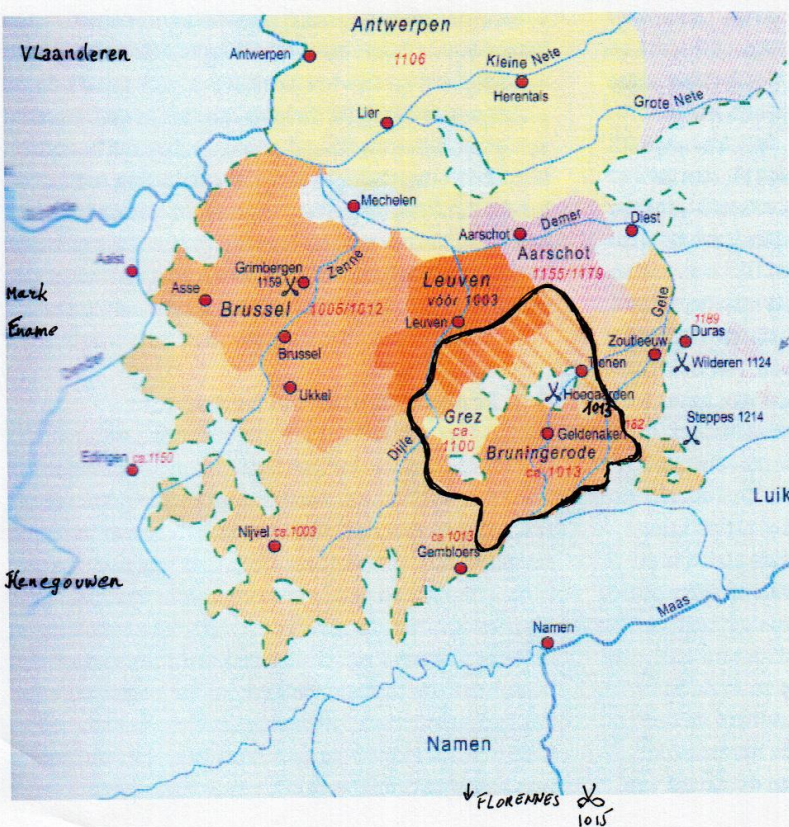 Antwerpen
Vlaanderen
Antwerpen
1106
Kleine Nete
Herentals
Lier
Grote Nete
Mechelen
Demer
Diest
Aarschot
Aarschot
1155/1179
Aalst
Grimbergen
1159
Zenne
Leuven
vóór 1003
Gete
Mark
Asse
Brussel
1005/1012
Leuven
1189
Duras
Ename
Zoutleeuw
Brussel
Wilderen 1124
Tienen
Ukkel
Hoegaarden
1013
Grez
ca.
1100
Steppes 1214
Geldenaken
Dijle
Bruningerode
ca. 1013
Edingen ca.1150
Luik
Nijvel ca.1003
ca 1013
Gembloers
Henegouwen
Maas
Namen
Namen
↓ FLORENNES
1015